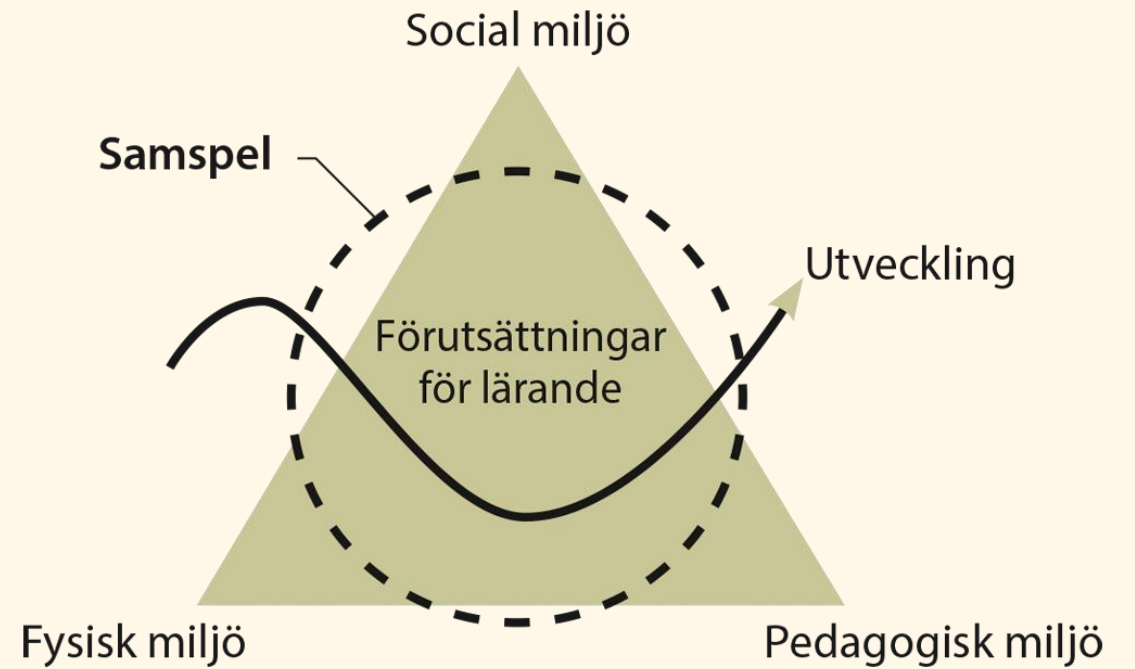 Social miljö
Samspel
Utveckling
Förutsättningar
för lärande
Fysisk miljö
Pedagogisk miljö